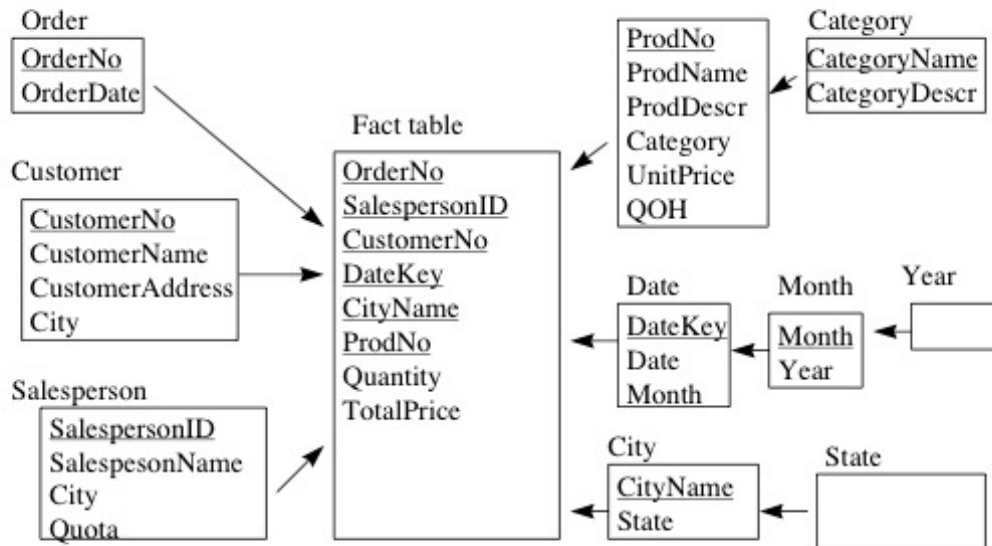 Order
OrderNo
OrderDate
Customer
CustomerNo
CustomerName
CustomerAddress
City
Salesperson
SalespersonID
SalespesonName
City
Quota
Fact table
OrderNo
SalespersonID
CustomerNo
DateKey
CityName
ProdNo
Quantity
TotalPrice
ProdNo
ProdName
ProdDescr
Category
UnitPrice
QOH
Category
CategoryName
CategoryDescr
Date
DateKey
Date
Month
Month
Month
Year
Year
City
CityName
State
State